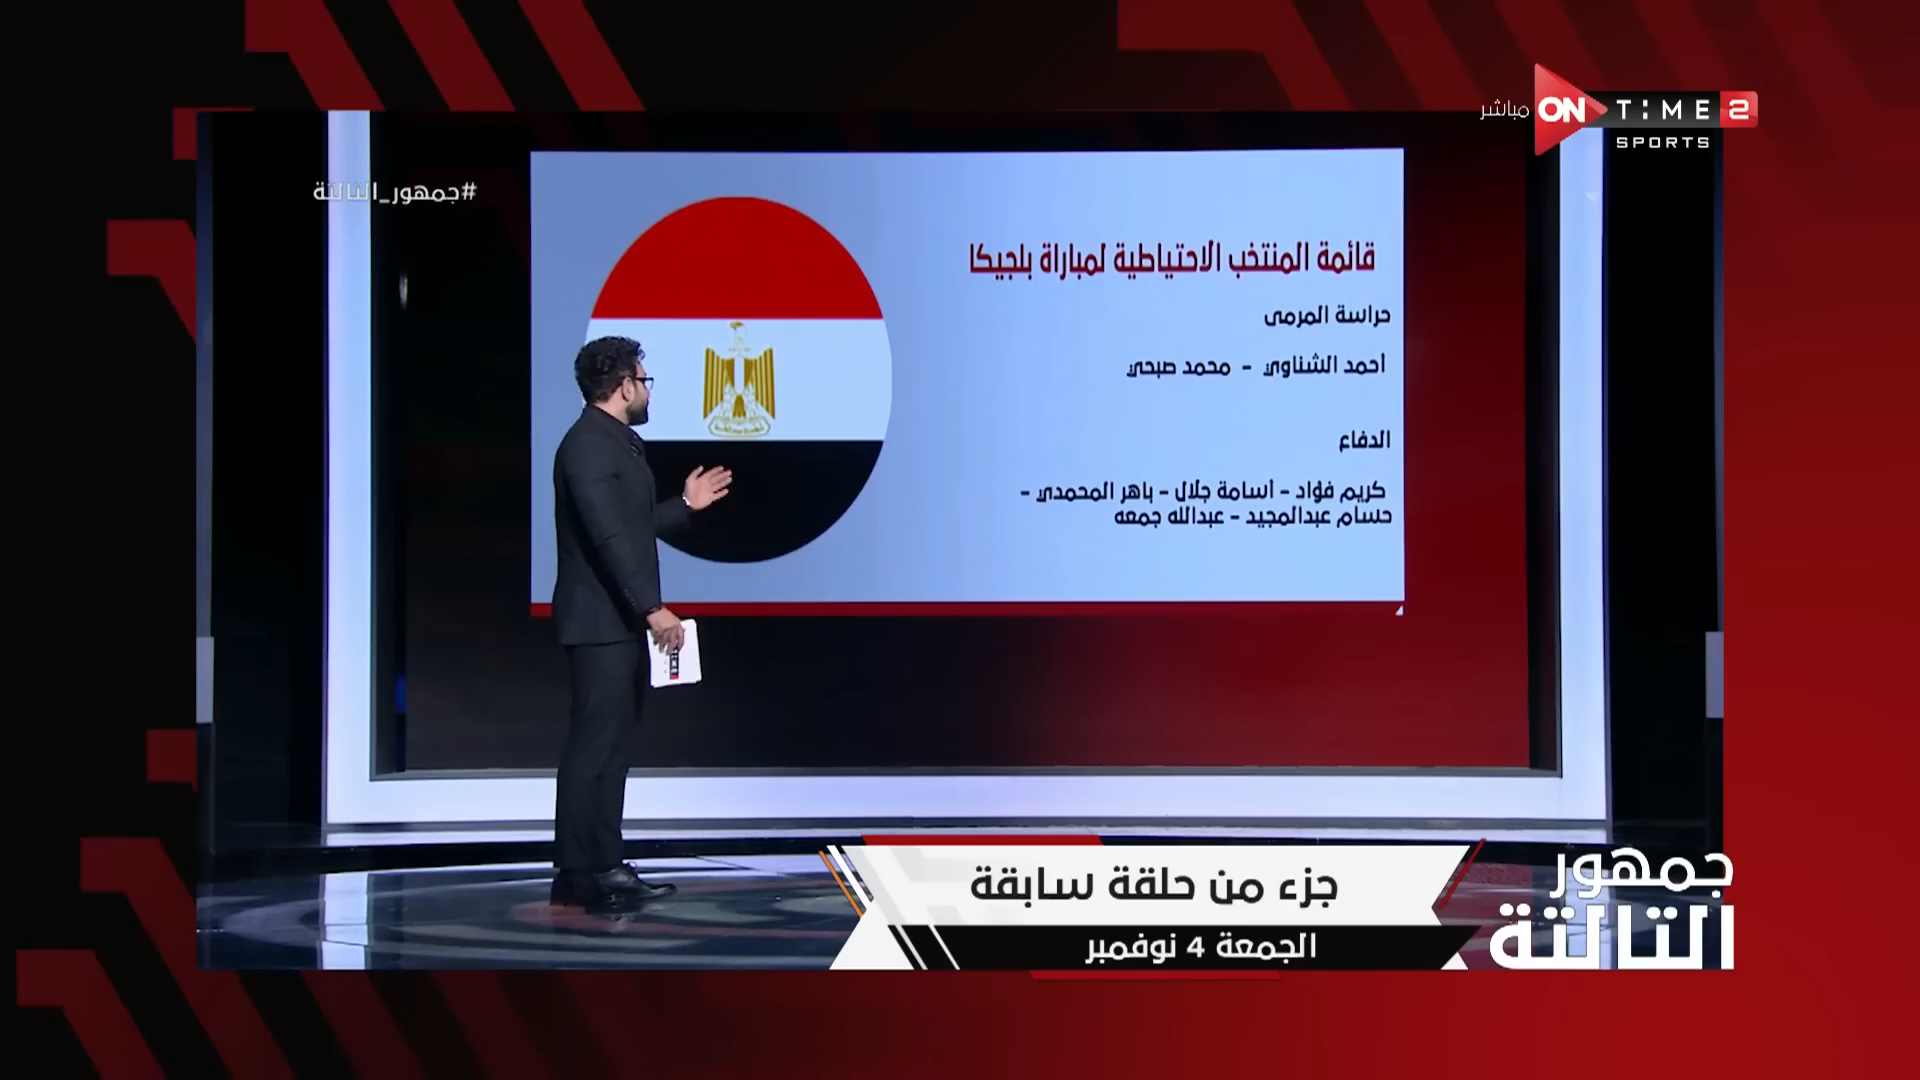 مباشر ON TIME 2
SPORTS
#جمهور_التالتة
قائمة المنتخب الاحتياطية لمباراة بلجيكا
حراسة المرمى
احمد الشناوي - محمد صبحي
الدفاع
كريم فؤاد - أسامة جلال - باهر المحمدي -
حسام عبدالمجيد - عبدالله جمعه
جزء من حلقة سابقة
الجمعة 4 نوفمبر
جمهور
التالتة